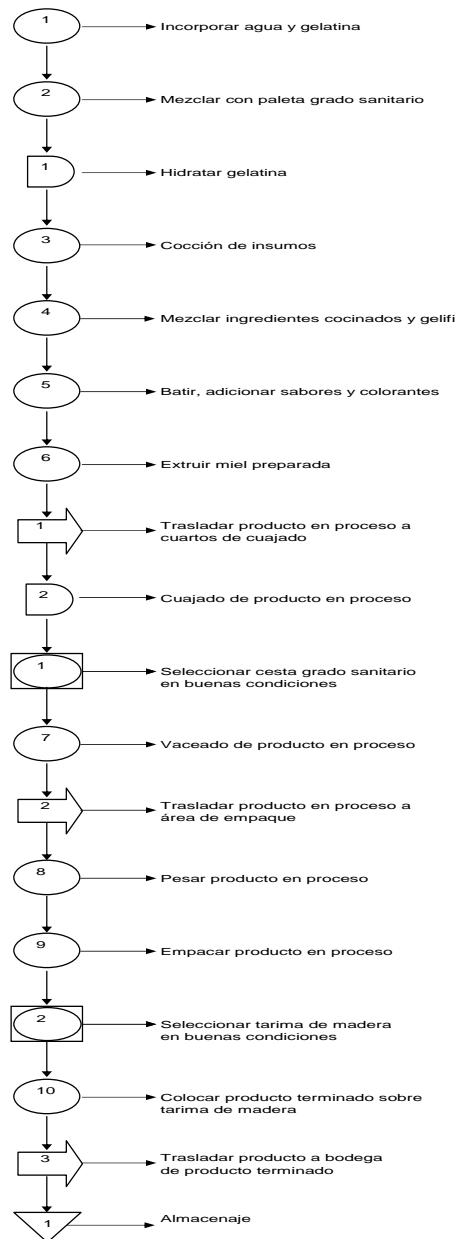 1
Incorporar agua y gelatina
2
Mezclar con paleta grado sanitario
1
Hidratar gelatina
3
Cocción de insumos
4
Mezclar ingredientes cocinados y gelifi
5
Batir, adicionar sabores y colorantes
6
Extruir miel preparada
1
Trasladar producto en proceso a
cuartos de cuajado
2
Cuajado de producto en proceso
1
Seleccionar cesta grado sanitario
en buenas condiciones
7
Vaceado de producto en proceso
2
Trasladar producto en proceso a
área de empaque
8
Pesar producto en proceso
9
Empacar producto en proceso
2
Seleccionar tarima de madera
en buenas condiciones
10
Colocar producto terminado sobre
tarima de madera
3
Trasladar producto a bodega
de producto terminado
1
Almacenaje